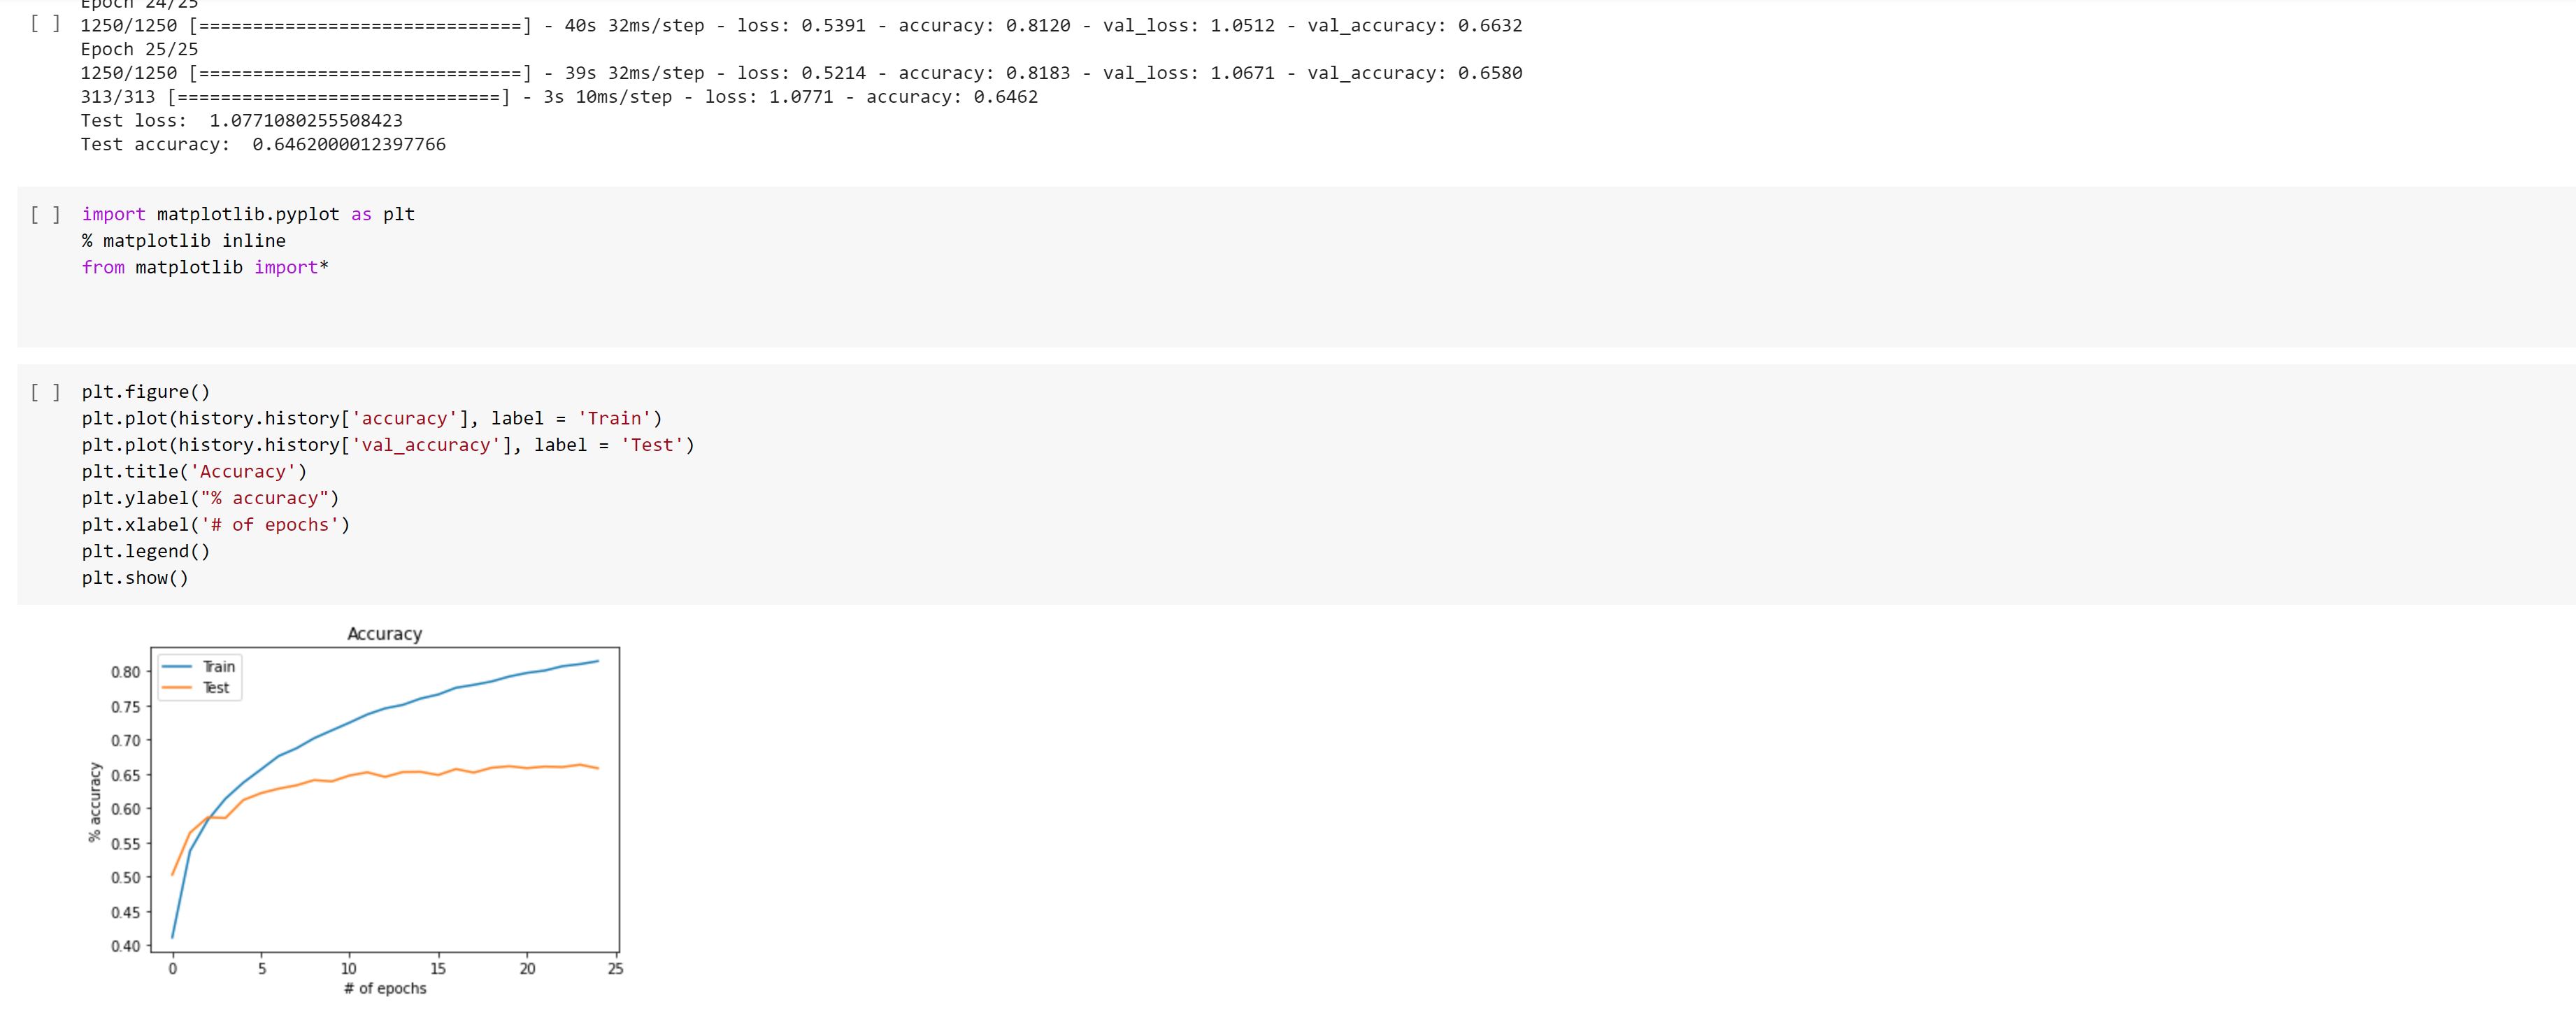 Epoch 24/25
[ ] 1250/1250 [==============================] - 40s 32ms/step - loss: 0.5391 - accuracy: 0.8120 - val_loss: 1.0512 - val_accuracy: 0.6632
Epoch 25/25
1250/1250 [==============================] - 39s 32ms/step - loss: 0.5214 - accuracy: 0.8183 - val_loss: 1.0671 - val_accuracy: 0.6580
313/313 [==============================] - 3s 10ms/step - loss: 1.0771 - accuracy: 0.6462
Test loss:  1.0771080255508423
Test accuracy:  0.6462000012397766
[ ] import matplotlib.pyplot as plt
% matplotlib inline
from matplotlib import*
[ ] plt.figure()
plt.plot(history.history['accuracy'], label = 'Train')
plt.plot(history.history['val_accuracy'], label = 'Test')
plt.title('Accuracy')
plt.ylabel("% accuracy")
plt.xlabel('# of epochs')
plt.legend()
plt.show()
Accuracy
Train
Test
0.80
0.75
0.70
0.65
0.60
0.55
0.50
0.45
0.40
% accuracy
0 5 10 15 20 25
# of epochs